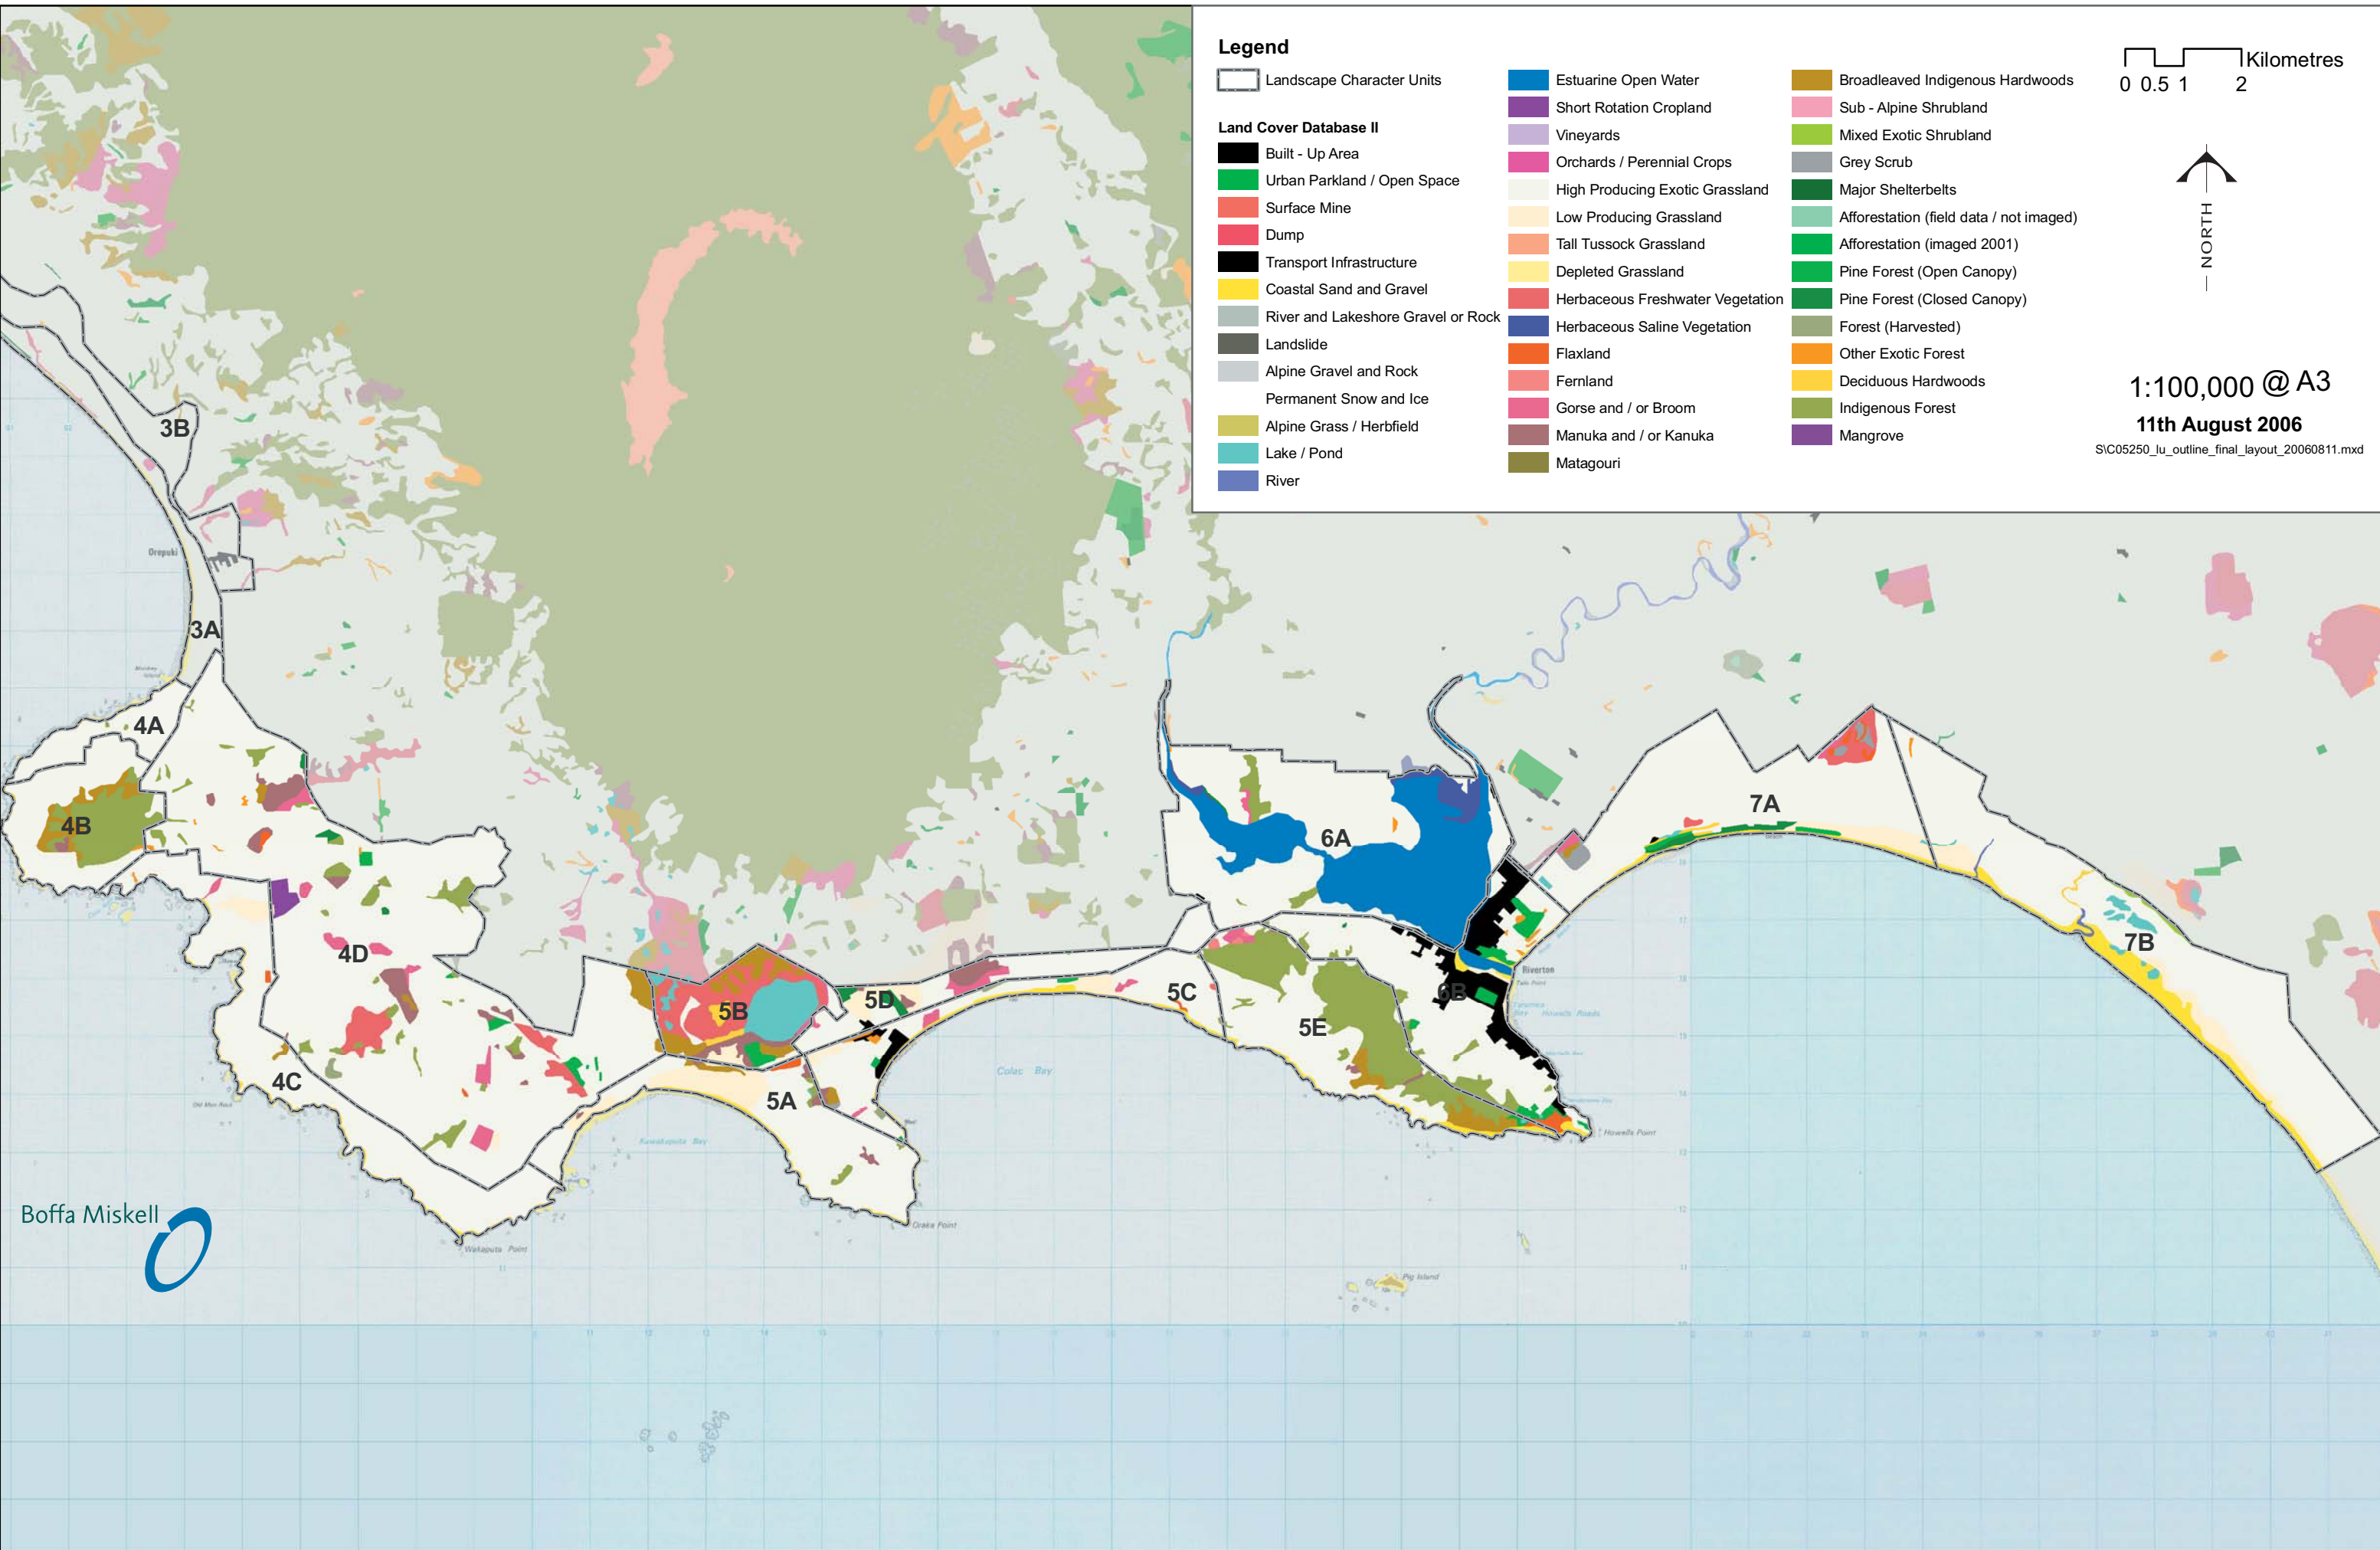 Legend
Landscape Character Units
Land Cover Database II
Built - Up Area
Urban Parkland / Open Space
Surface Mine
Dump
Transport Infrastructure
Coastal Sand and Gravel
River and Lakeshore Gravel or Rock
Landslide
Alpine Gravel and Rock
Permanent Snow and Ice
Alpine Grass / Herbfield
Lake / Pond
River
Estuarine Open Water
Short Rotation Cropland
Vineyards
Orchards / Perennial Crops
High Producing Exotic Grassland
Low Producing Grassland
Tall Tussock Grassland
Depleted Grassland
Herbaceous Freshwater Vegetation
Herbaceous Saline Vegetation
Flaxland
Fernland
Gorse and / or Broom
Manuka and / or Kanuka
Matagouri
Broadleaved Indigenous Hardwoods
Sub - Alpine Shrubland
Mixed Exotic Shrubland
Grey Scrub
Major Shelterbelts
Afforestation (field data / not imaged)
Afforestation (imaged 2001)
Pine Forest (Open Canopy)
Pine Forest (Closed Canopy)
Forest (Harvested)
Other Exotic Forest
Deciduous Hardwoods
Indigenous Forest
Mangrove
Kilometres
0 0.5 1 2
NORTH
1:100,000 @ A3
11th August 2006
S\C05250_lu_outline_final_layout_20060811.mxd
3B
Orepuki
3A
4A
4B
4D
4C
5B
5D
5A
5C
5E
6A
6B
7A
7B
Riverton
Colac Bay
Howells Point
Oraka Point
Wakaputa Point
Pig Island
Boffa Miskell